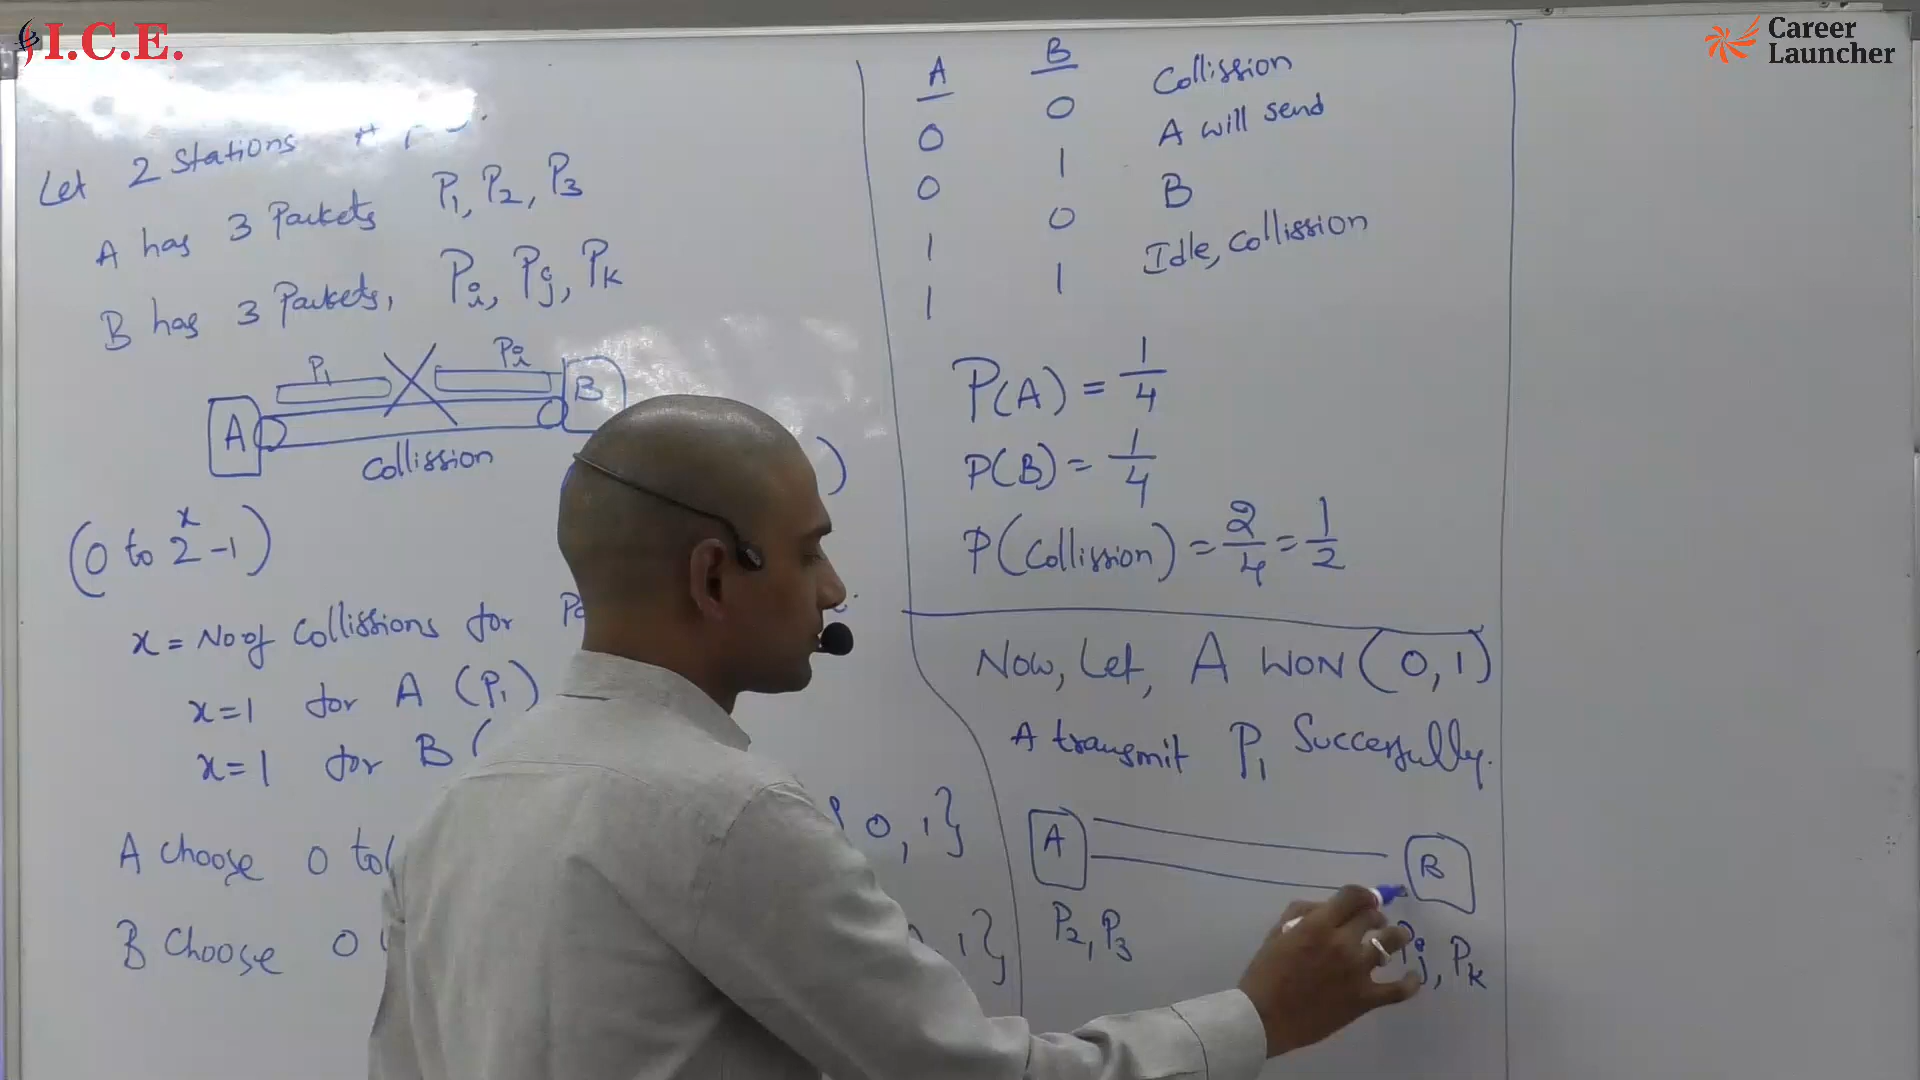 I.C.E.
Career
Launcher
Let 2 Stations
A has 3 Packets P1, P2, P3
B has 3 Packets, Pi, Pj, Pk
P1 Pi
A B
Collission
(0 to 2^x-1)
x = No of Collissions for
x=1 for A (P1)
x=1 for B (
A choose 0 to 0, 1}
B Choose 0 1}
A B
0 0 Collission
0 1 A will send
1 0 B
1 1 Idle, Collission
P(A) = 1/4
P(B) = 1/4
P(Collission) = 2/4 = 1/2
Now, Let, A WON (0,1)
A transmit P1 Successfully.
A B
P2, P3 Pj, Pk